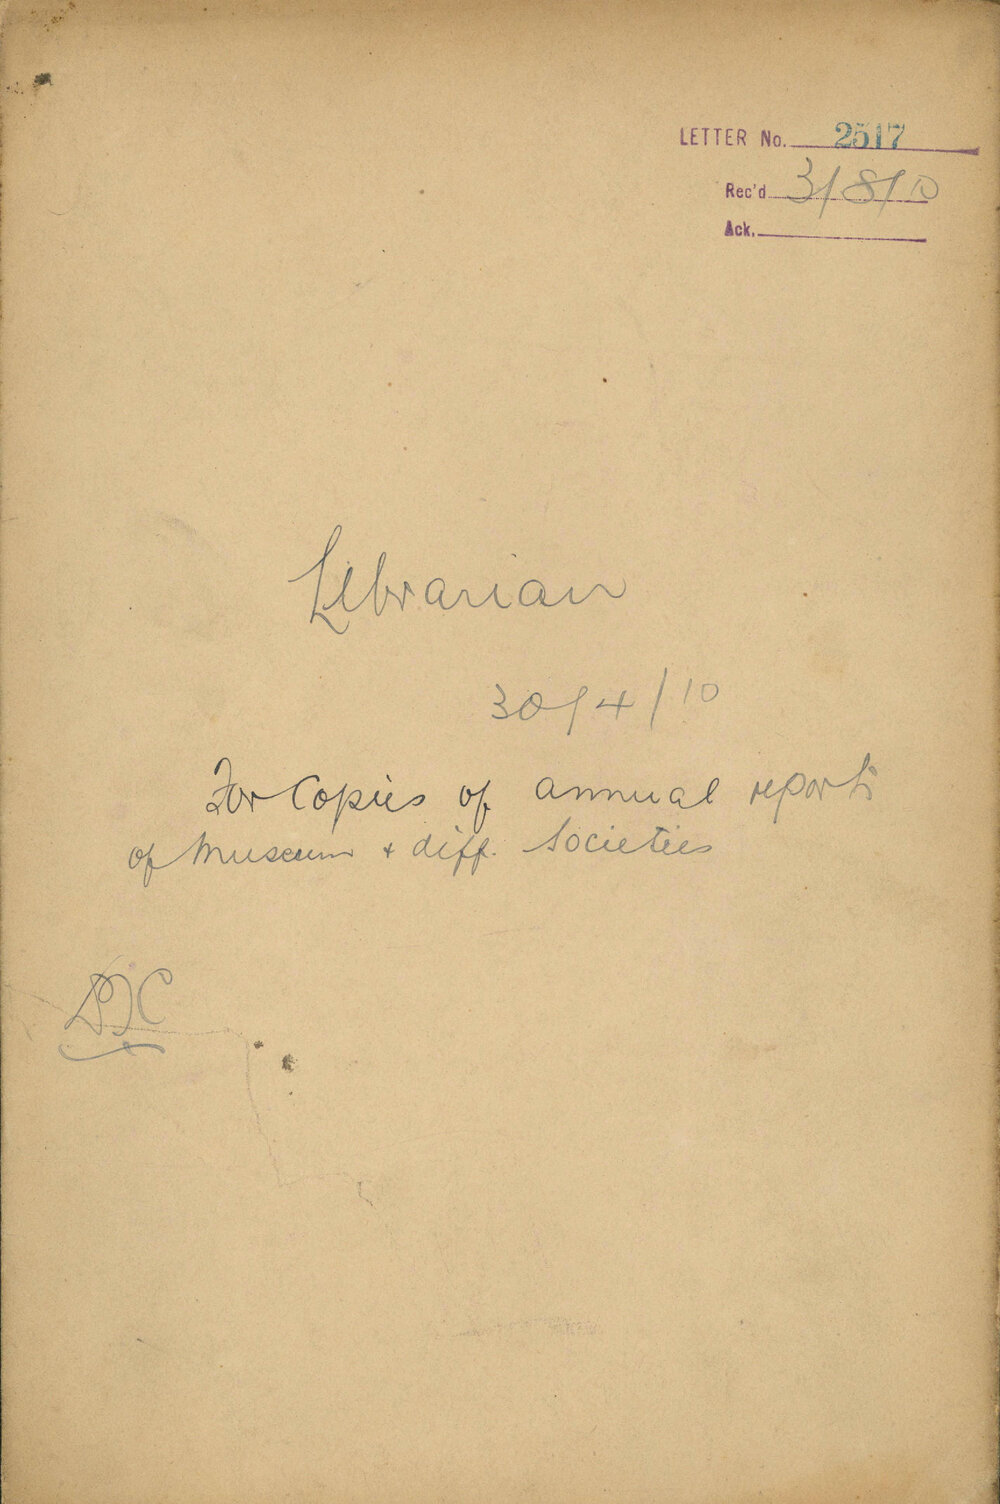 LETTER No. 2517
Rec'd 3/8/10
Ack.
Librarian
30/4/10
For Copies of annual reports
of Museum + diff. Societies